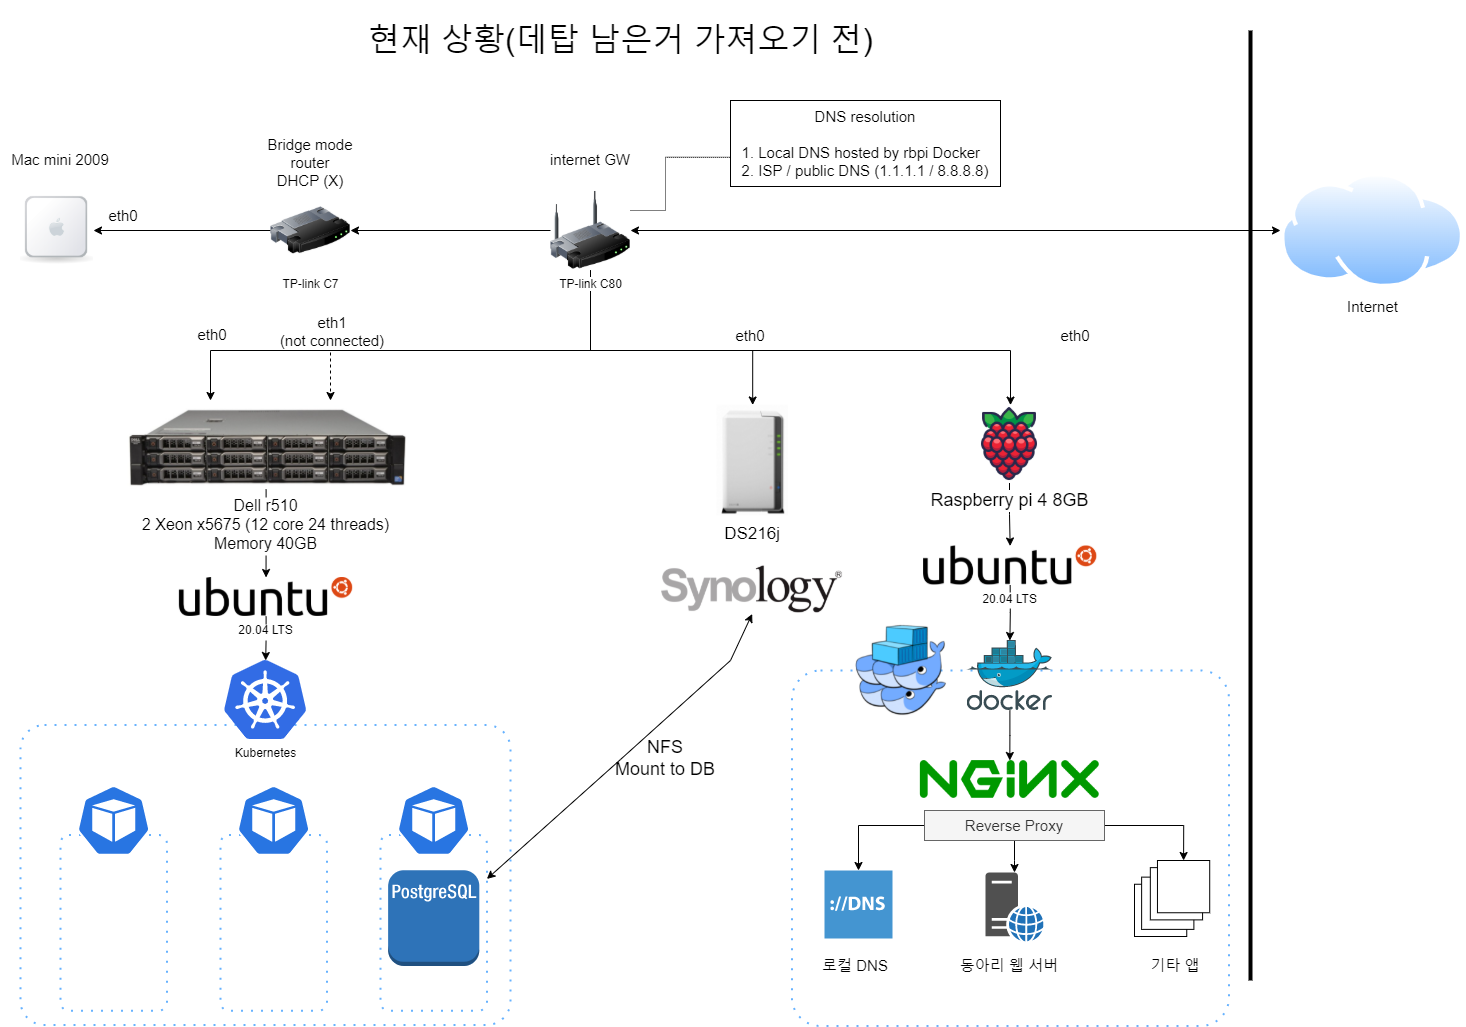 현재 상황(데탑 남은거 가져오기 전)
DNS resolution
1. Local DNS hosted by rbpi Docker
2. ISP / public DNS (1.1.1.1 / 8.8.8.8)
Mac mini 2009
Bridge mode
router
DHCP (X)
internet GW
eth0
TP-link C7
TP-link C80
Internet
eth0
eth1
(not connected)
eth0
eth0
Dell r510
2 Xeon x5675 (12 core 24 threads)
Memory 40GB
DS216j
Raspberry pi 4 8GB
ubuntu
20.04 LTS
Synology®
ubuntu
20.04 LTS
docker
Kubernetes
NFS
Mount to DB
NGINX
Reverse Proxy
PostgreSQL
://DNS
로컬 DNS
동아리 웹 서버
기타 앱